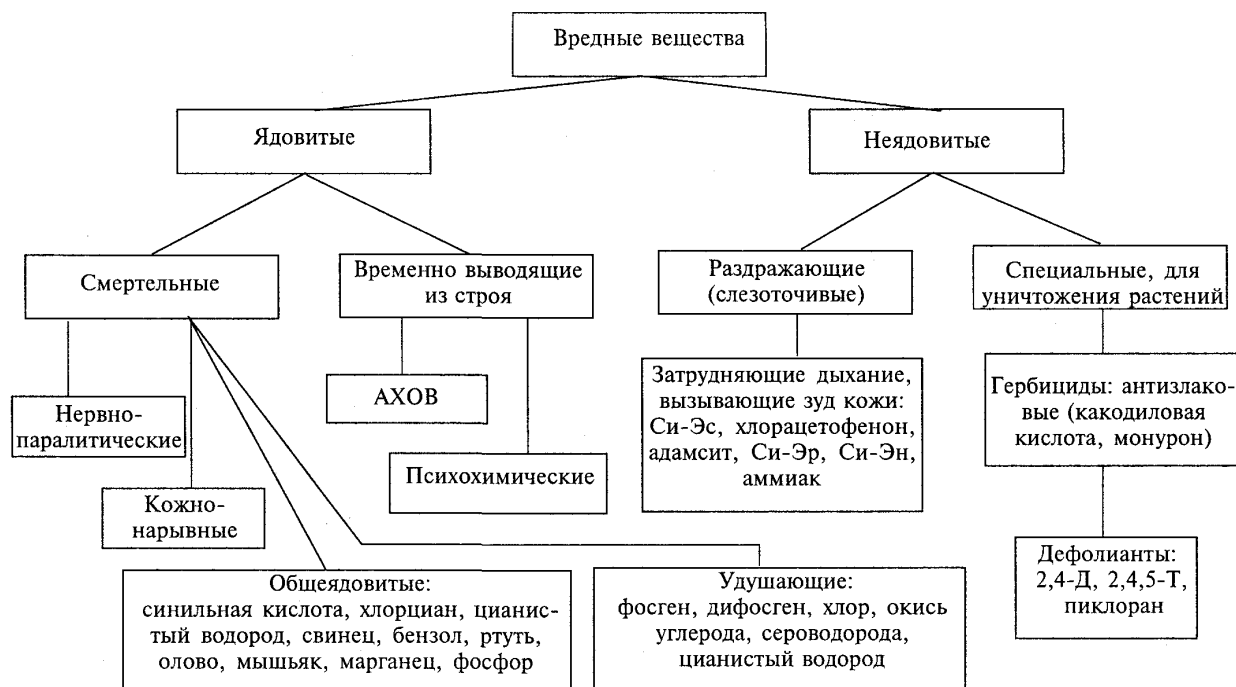 Вредные вещества
Ядовитые
Неядовитые
Смертельные
Временно выводящие
из строя
Раздражающие
(слезоточивые)
Специальные, для
уничтожения растений
Нервно-
паралитические
АХОВ
Затрудняющие дыхание,
вызывающие зуд кожи:
Си-Эс, хлорацетофенон,
адамсит, Си-Эр, Си-Эн,
аммиак
Гербициды: антизлако-
вые (какодиловая
кислота, монурон)
Психохимические
Кожно-
нарывные
Общеядовитые:
синильная кислота, хлорциан, цианис-
тый водород, свинец, бензол, ртуть,
олово, мышьяк, марганец, фосфор
Удушающие:
фосген, дифосген, хлор, окись
углерода, сероводорода,
цианистый водород
Дефолианты:
2,4-Д, 2,4,5-Т,
пиклоран